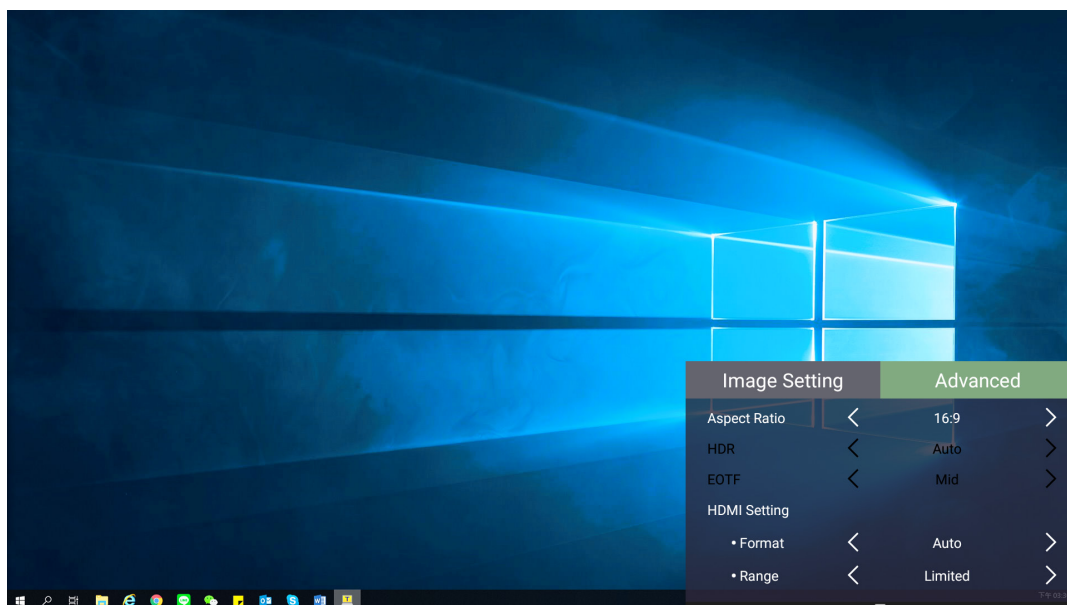 Image Setting Advanced
Aspect Ratio 16:9
HDR Auto
EOTF Mid
HDMI Setting
• Format Auto
• Range Limited